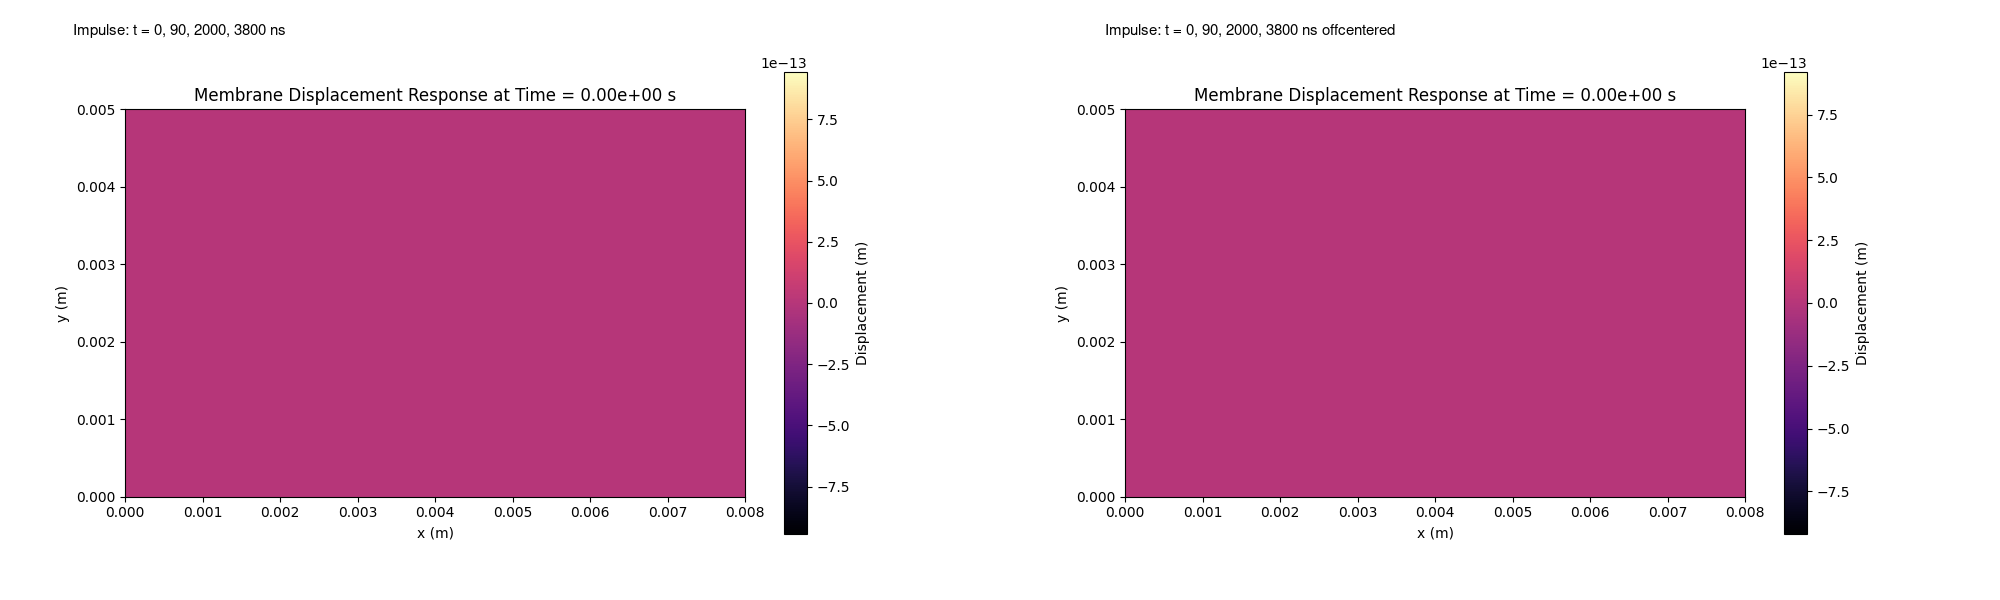 Impulse: t = 0, 90, 2000, 3800 ns
1e−13
Membrane Displacement Response at Time = 0.00e+00 s
0.005
0.004
0.003
0.002
0.001
0.000
y (m)
0.000 0.001 0.002 0.003 0.004 0.005 0.006 0.007 0.008
x (m)
7.5
5.0
2.5
0.0
−2.5
−5.0
−7.5
Displacement (m)
Impulse: t = 0, 90, 2000, 3800 ns offcentered
1e−13
Membrane Displacement Response at Time = 0.00e+00 s
0.005
0.004
0.003
0.002
0.001
0.000
y (m)
0.000 0.001 0.002 0.003 0.004 0.005 0.006 0.007 0.008
x (m)
7.5
5.0
2.5
0.0
−2.5
−5.0
−7.5
Displacement (m)